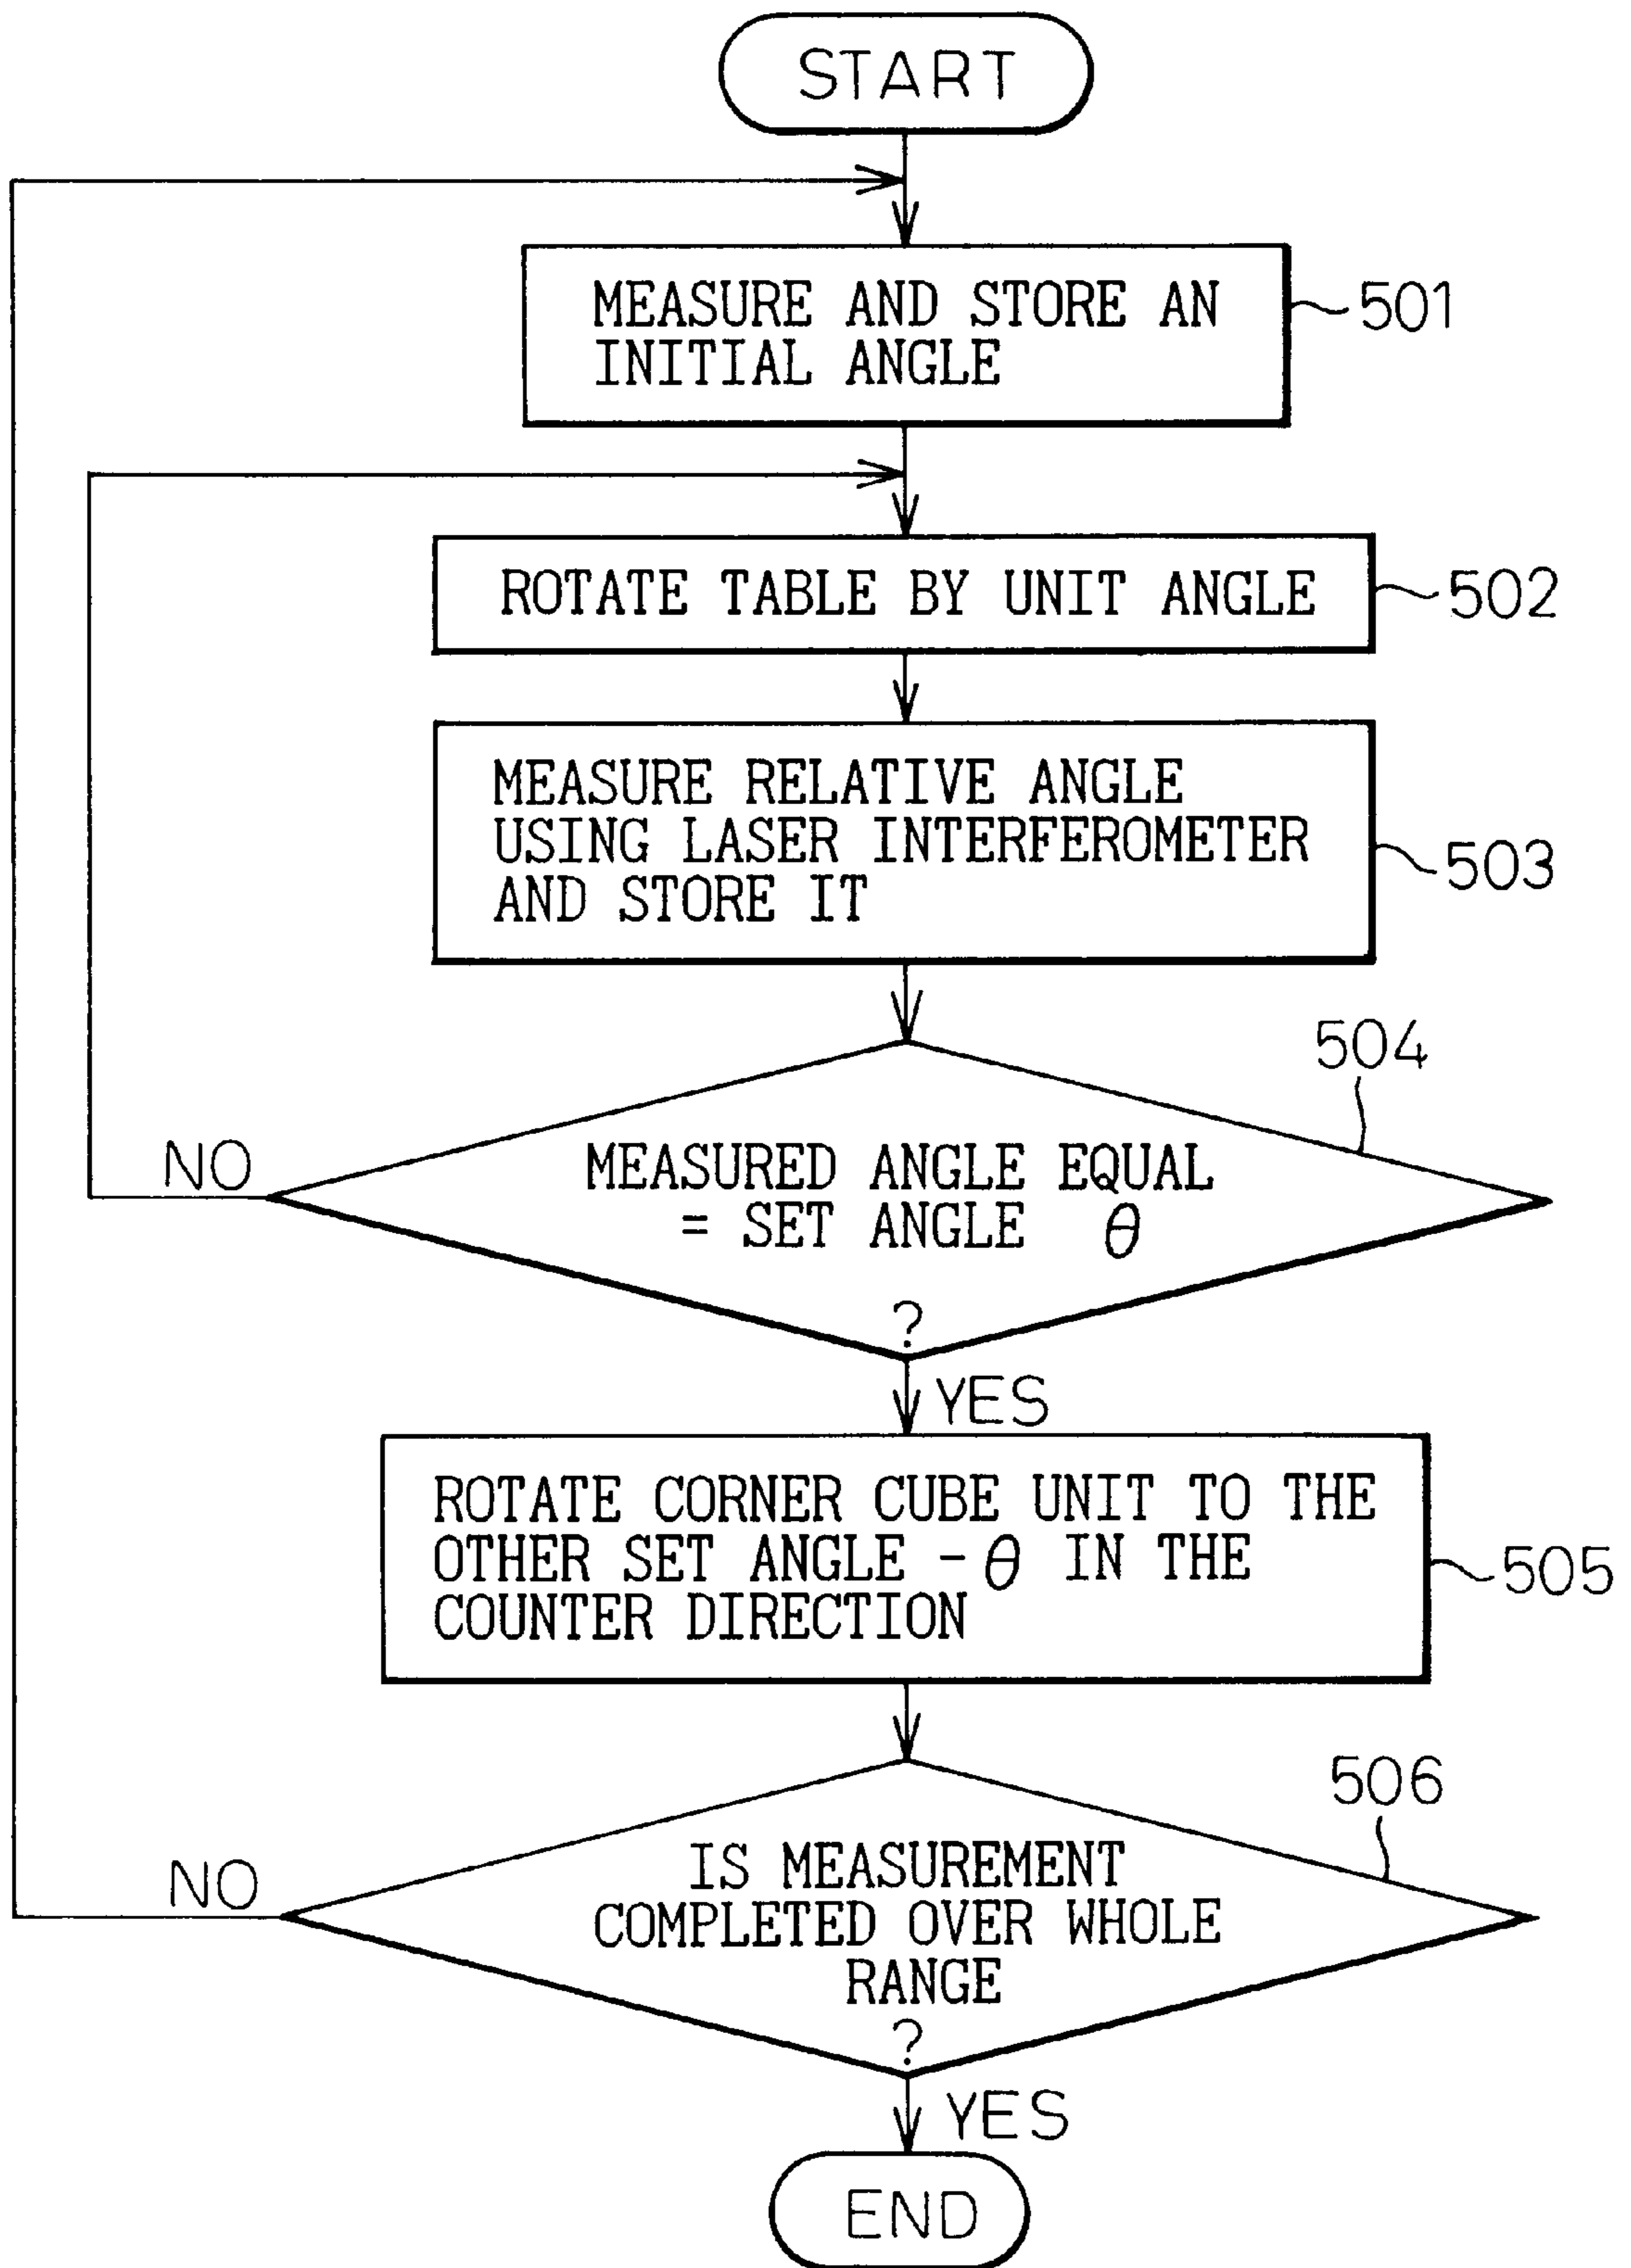 START
MEASURE AND STORE AN
INITIAL ANGLE
501
ROTATE TABLE BY UNIT ANGLE
502
MEASURE RELATIVE ANGLE
USING LASER INTERFEROMETER
AND STORE IT
503
504
NO
MEASURED ANGLE EQUAL
= SET ANGLE θ
?
YES
ROTATE CORNER CUBE UNIT TO THE
OTHER SET ANGLE -θ IN THE
COUNTER DIRECTION
505
506
NO
IS MEASUREMENT
COMPLETED OVER WHOLE
RANGE
?
YES
END